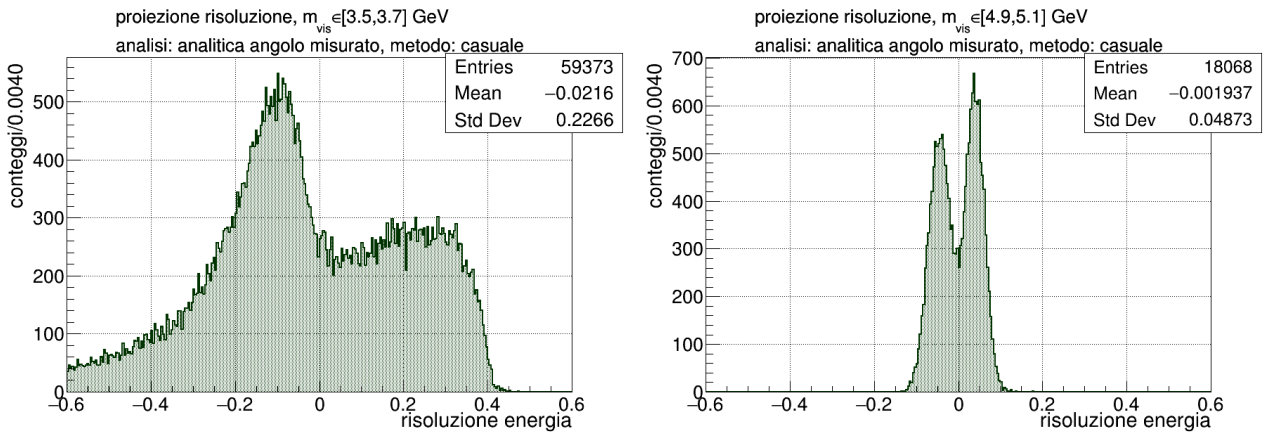 proiezione risoluzione, m_vis∈[3.5,3.7] GeV
analisi: analitica angolo misurato, metodo: casuale
Entries 59373
Mean −0.0216
Std Dev 0.2266
conteggi/0.0040
500
400
300
200
100
0
−0.6 −0.4 −0.2 0 0.2 0.4 0.6
risoluzione energia
proiezione risoluzione, m_vis∈[4.9,5.1] GeV
analisi: analitica angolo misurato, metodo: casuale
Entries 18068
Mean −0.001937
Std Dev 0.04873
conteggi/0.0040
700
600
500
400
300
200
100
0
−0.6 −0.4 −0.2 0 0.2 0.4 0.6
risoluzione energia